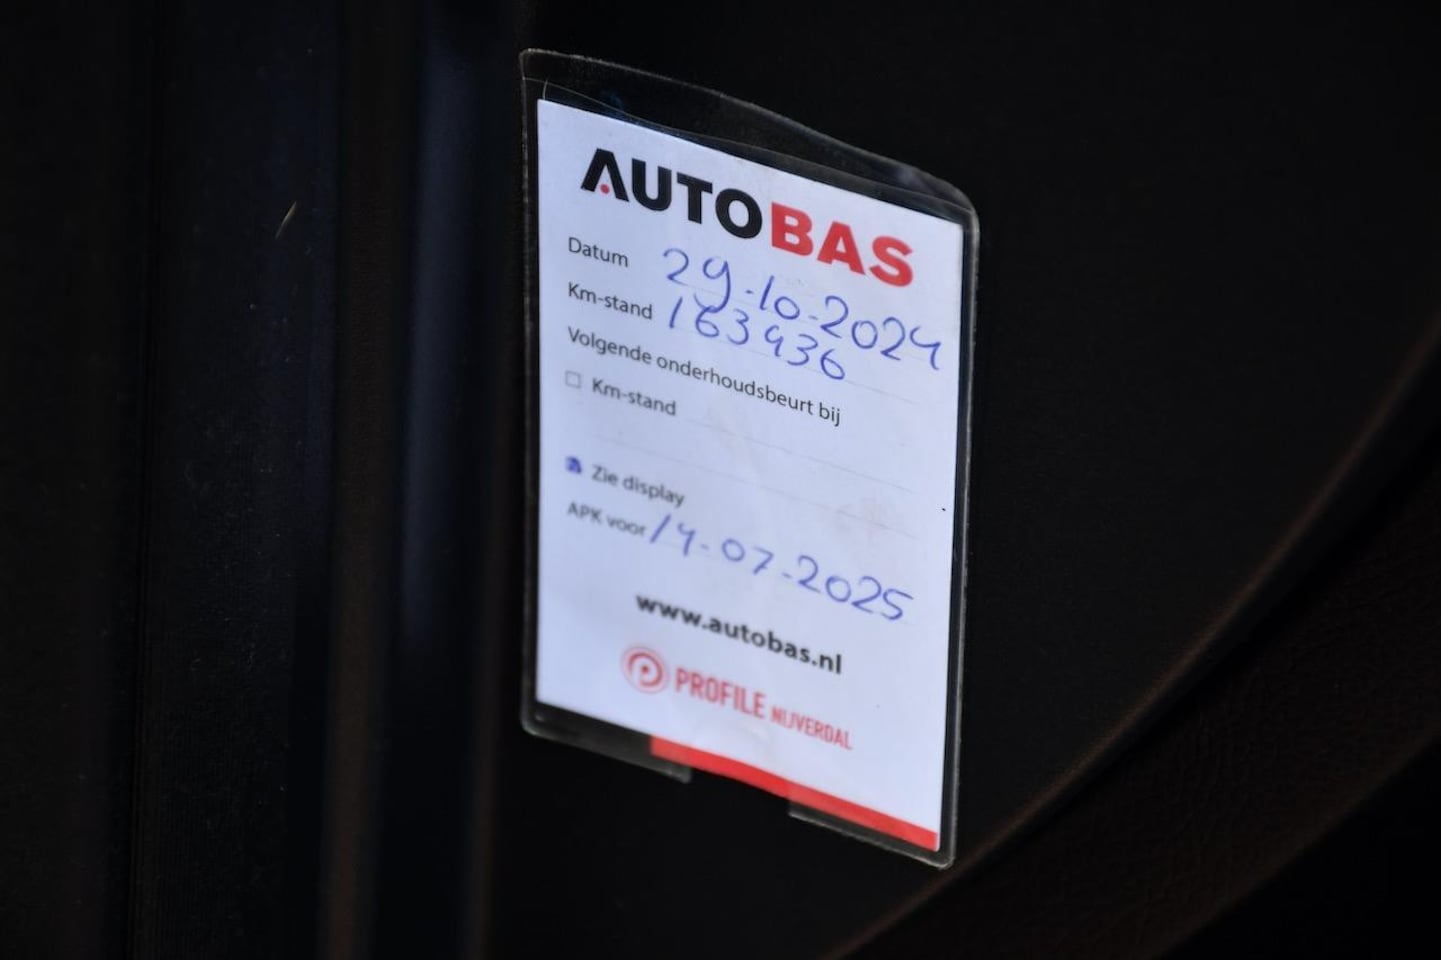 AUTOBAS
Datum 29-10-2024
Km-stand 163936
Volgende onderhoudsbeurt bij
Km-stand
Zie display
APK voor 14-07-2025
www.autobas.nl
PROFILE NIJVERDAL